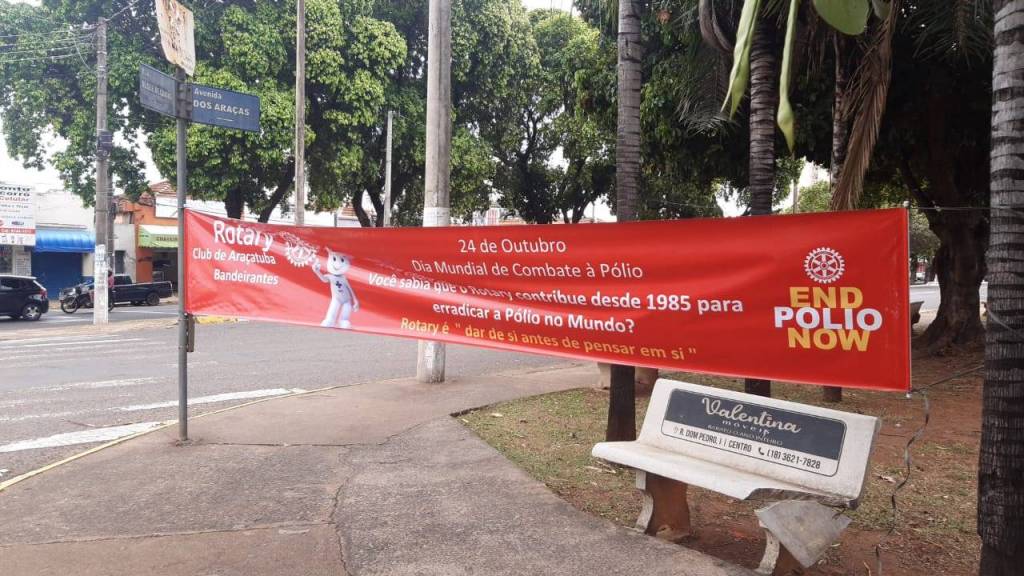 Avenida
DOS ARAÇAS
Rotary
Club de Araçatuba
Bandeirantes
24 de Outubro
Dia Mundial de Combate à Pólio
Você sabia que o Rotary contribue desde 1985 para
erradicar a Pólio no Mundo?
Rotary é " dar de si antes de pensar em si "
END
POLIO
NOW
Valentina
móveis
R. DOM PEDRO, I | CENTRO (18) 3621-7828